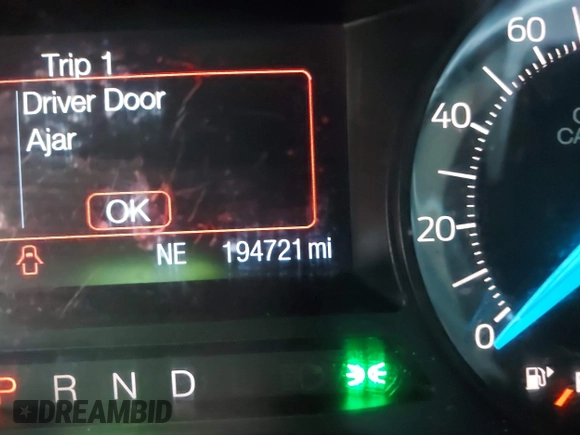 Trip 1
Driver Door
Ajar
OK
NE 194721 mi
P R N D
60
40
20
0
DREAMBID